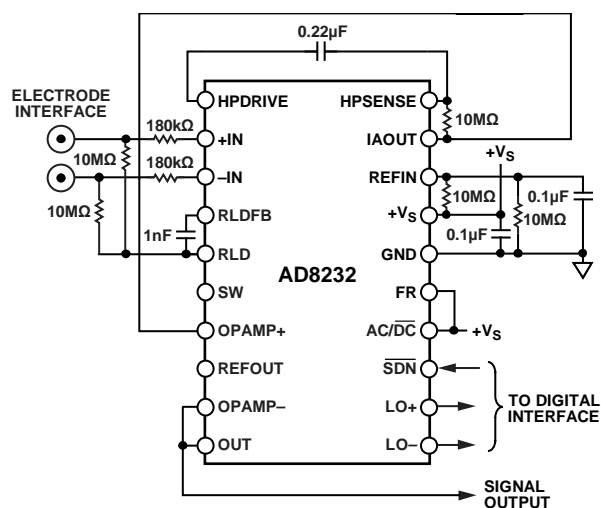 0.22µF
HPDRIVE
HPSENSE
ELECTRODE
INTERFACE
180kΩ
10MΩ
+IN
IAOUT
+VS
10MΩ
180kΩ
–IN
REFIN
10MΩ
10MΩ
0.1µF
RLDFB
+VS
10MΩ
1nF
0.1µF
RLD
GND
AD8232
SW
FR
OPAMP+
AC/DC
+VS
REFOUT
SDN
OPAMP–
LO+
TO DIGITAL
INTERFACE
OUT
LO–
SIGNAL
OUTPUT